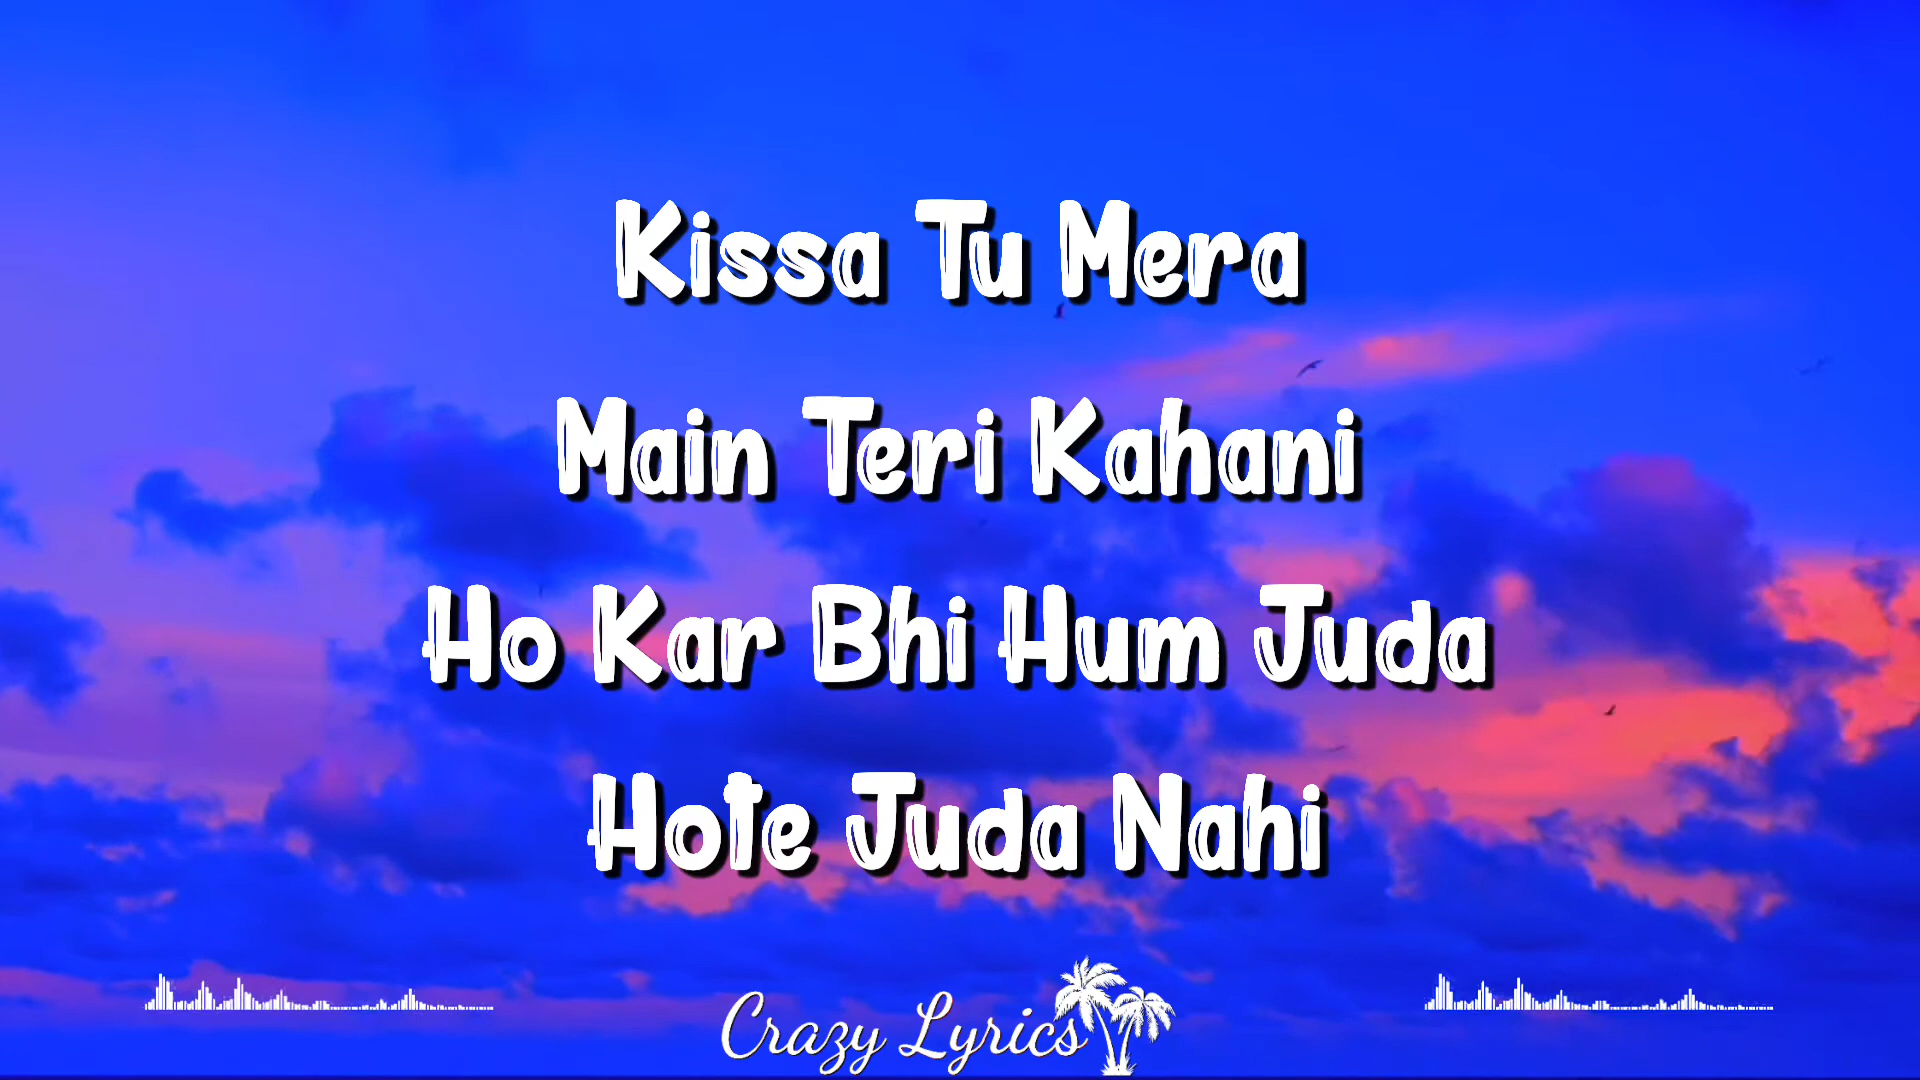 Kissa Tu Mera
Main Teri Kahani
Ho Kar Bhi Hum Juda
Hote Juda Nahi
Crazy Lyrics